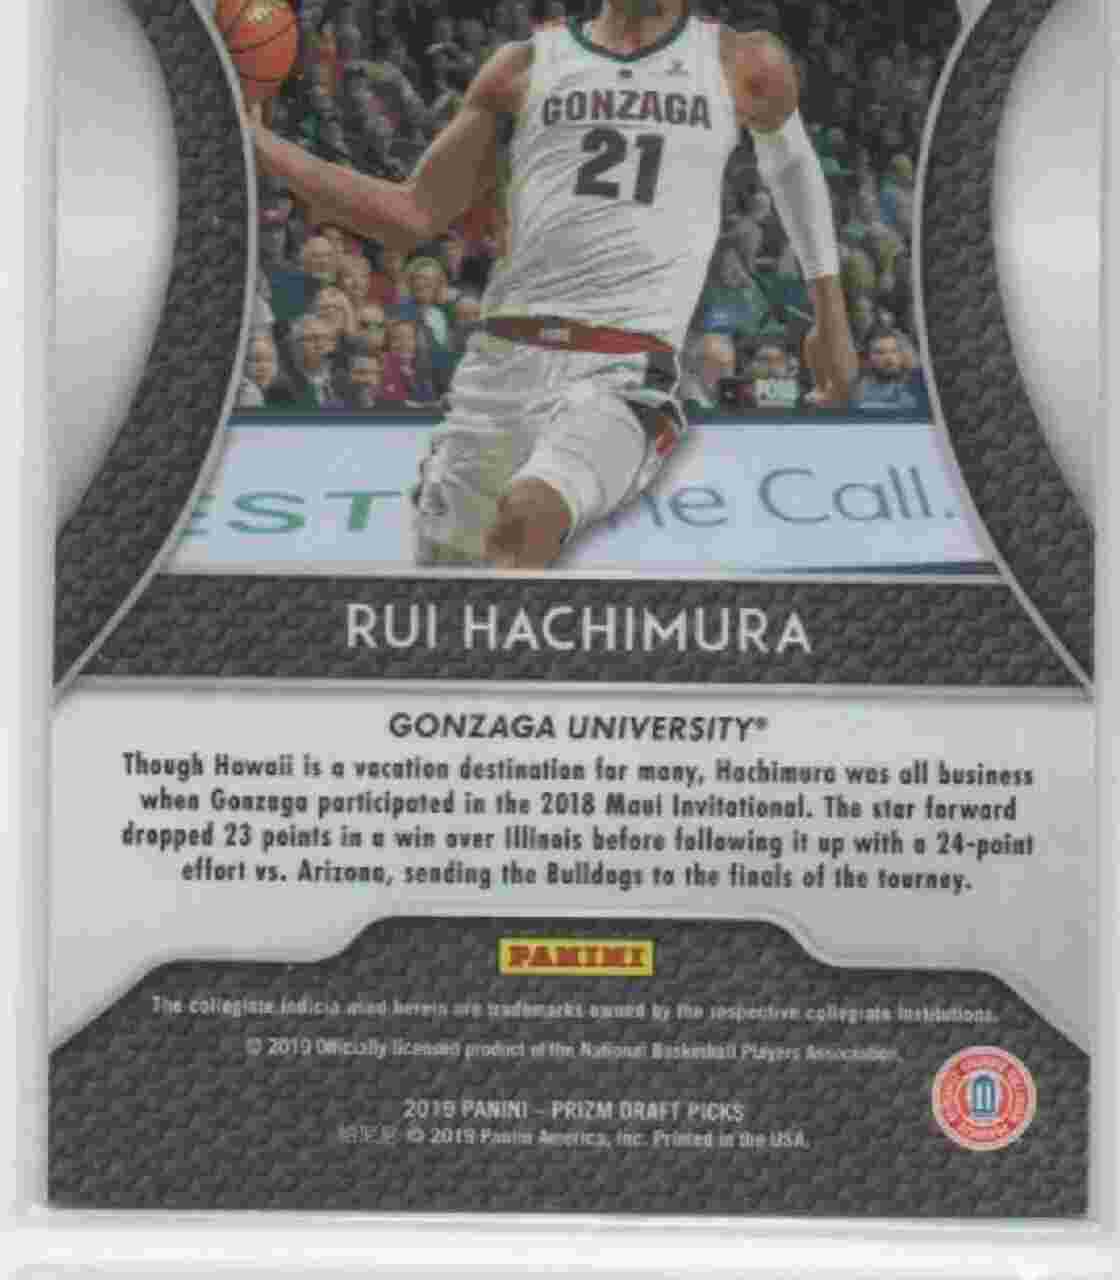 GONZAGA
21
EST
he Call.
RUI HACHIMURA
GONZAGA UNIVERSITY®
Though Hawaii is a vacation destination for many, Hachimura was all business
when Gonzaga participated in the 2018 Maui Invitational. The star forward
dropped 23 points in a win over Illinois before following it up with a 24-point
effort vs. Arizona, sending the Bulldogs to the finals of the tourney.
PANINI
The collegiate indicia used herein are trademarks owned by the respective collegiate institutions.
© 2019 Officially licensed product of the National Basketball Players Association.
2019 PANINI - PRIZM DRAFT PICKS
© 2019 Panini America, Inc. Printed in the USA.